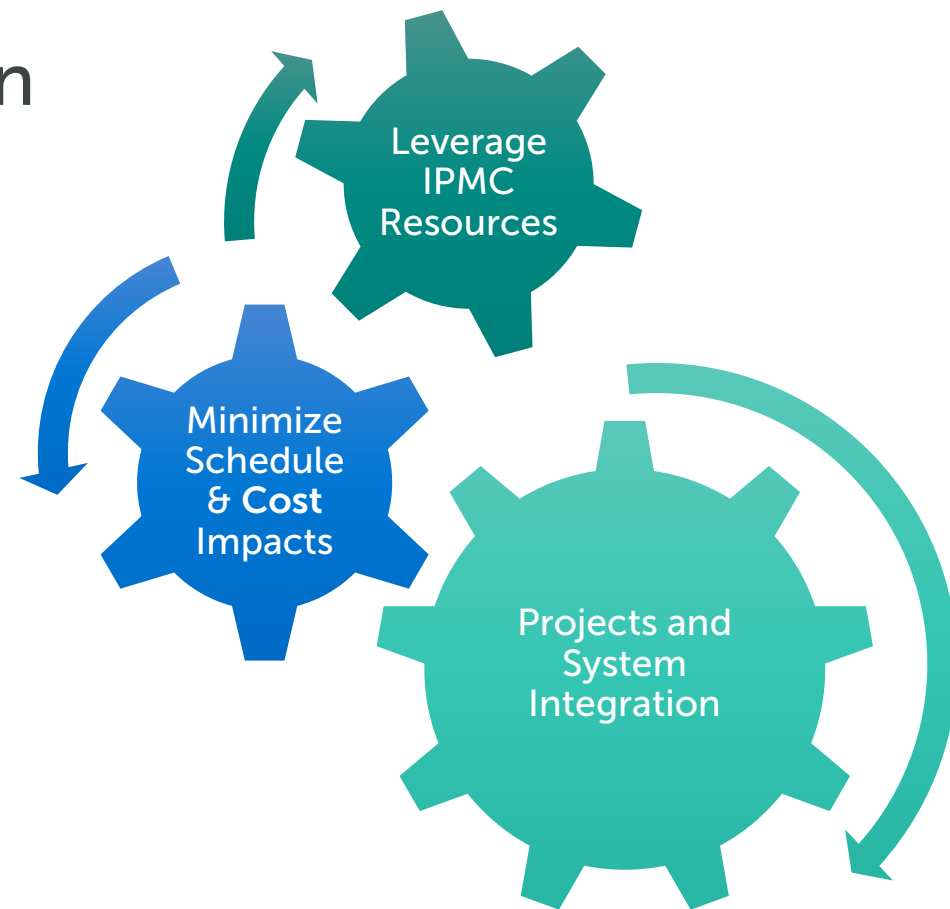 n
Leverage
IPMC
Resources
Minimize
Schedule
& Cost
Impacts
Projects and
System
Integration